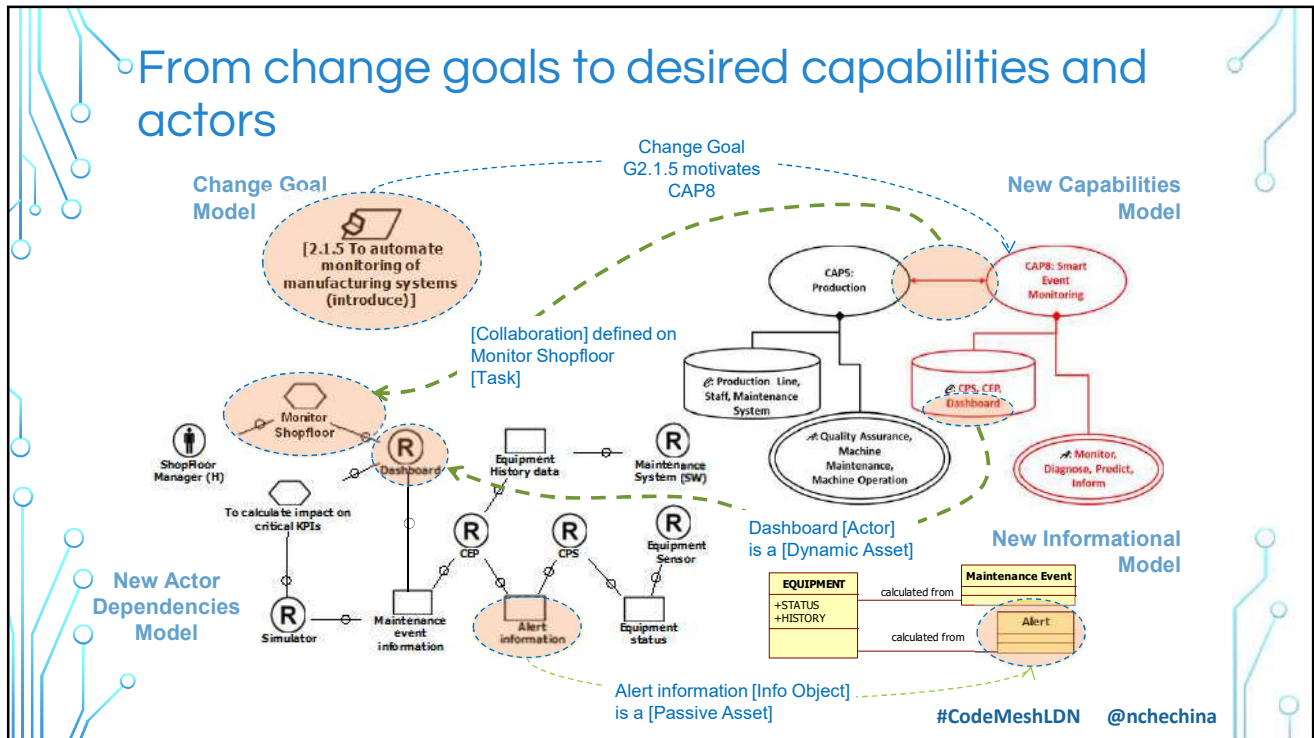 From change goals to desired capabilities and
actors
Change Goal
G2.1.5 motivates
CAP8
Change Goal
Model
New Capabilities
Model
[2.1.5 To automate
monitoring of
manufacturing systems
(introduce)]
CAP5:
Production
CAP8: Smart
Event
Monitoring
[Collaboration] defined on
Monitor Shopfloor
[Task]
: Production Line,
Staff, Maintenance
System
: CPS, CEP,
Dashboard
: Quality Assurance,
Machine
Maintenance,
Machine Operation
: Monitor,
Diagnose, Predict,
Inform
Monitor
Shopfloor
ShopFloor
Manager (H)
R
Dashboard
Equipment
History data
R
Maintenance
System (SW)
To calculate impact on
critical KPIs
R
CEP
R
CPS
R
Equipment
Sensor
Dashboard [Actor]
is a [Dynamic Asset]
New Informational
Model
New Actor
Dependencies
Model
R
Simulator
Maintenance
event
information
Alert
information
Equipment
status
EQUIPMENT
+STATUS
+HISTORY
calculated from
Maintenance Event
calculated from
Alert
Alert information [Info Object]
is a [Passive Asset]
#CodeMeshLDN @nchechina